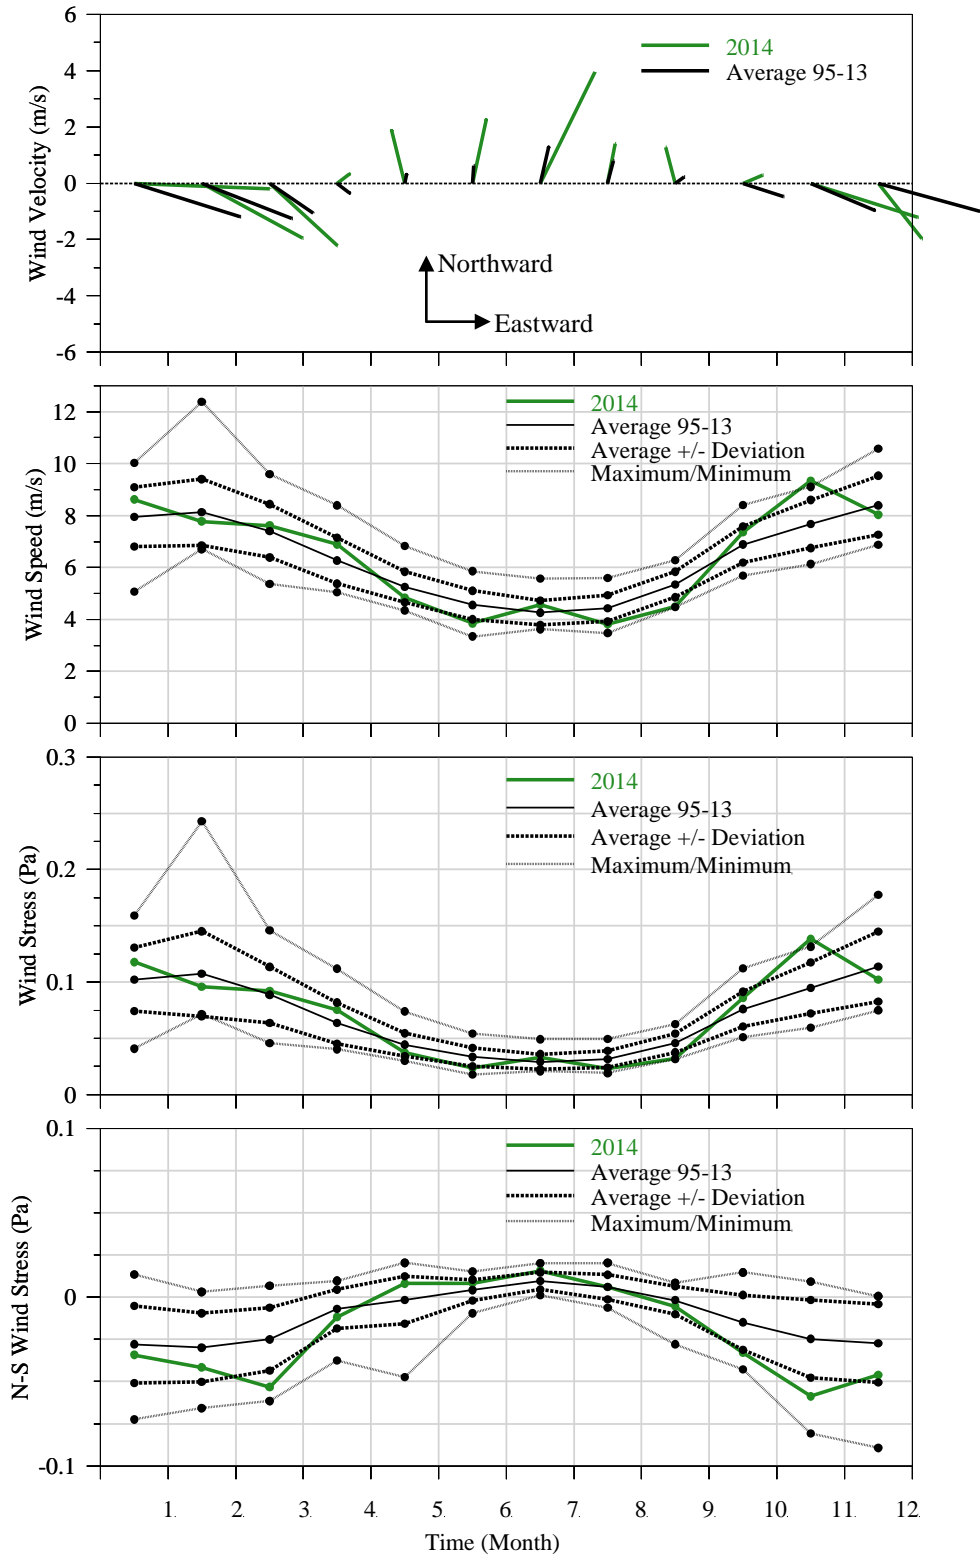 6
4
2
0
-2
-4
-6
Wind Velocity (m/s)
2014
Average 95-13
Northward
Eastward
12
10
8
6
4
2
0
Wind Speed (m/s)
2014
Average 95-13
Average +/- Deviation
Maximum/Minimum
0.3
0.2
0.1
0
Wind Stress (Pa)
2014
Average 95-13
Average +/- Deviation
Maximum/Minimum
0.1
0
-0.1
N-S Wind Stress (Pa)
2014
Average 95-13
Average +/- Deviation
Maximum/Minimum
1. 2. 3. 4. 5. 6. 7. 8. 9. 10. 11. 12.
Time (Month)